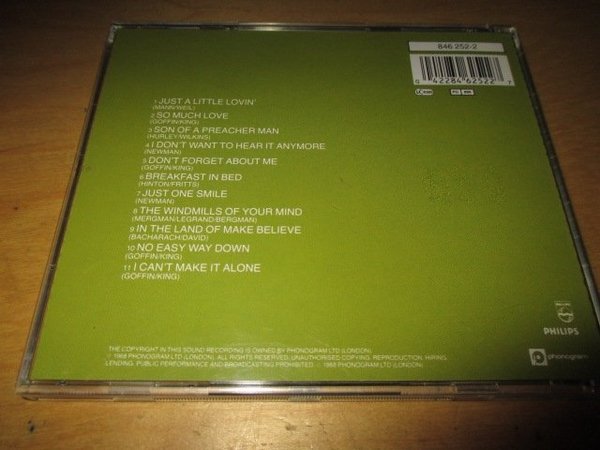 846 252-2
0 42284 62522 7
1 JUST A LITTLE LOVIN'
(MANN/WEIL)
2 SO MUCH LOVE
(GOFFIN/KING)
3 SON OF A PREACHER MAN
(HURLEY/WILKINS)
4 I DON'T WANT TO HEAR IT ANYMORE
(NEWMAN)
5 DON'T FORGET ABOUT ME
(GOFFIN/KING)
6 BREAKFAST IN BED
(HINTON/FRITTS)
7 JUST ONE SMILE
(NEWMAN)
8 THE WINDMILLS OF YOUR MIND
(MERGMAN/LEGRAND/BERGMAN)
9 IN THE LAND OF MAKE BELIEVE
(BACHARACH/DAVID)
10 NO EASY WAY DOWN
(GOFFIN/KING)
11 I CAN'T MAKE IT ALONE
(GOFFIN/KING)
PHILIPS
THE COPYRIGHT IN THIS SOUND RECORDING IS OWNED BY PHONOGRAM LTD (LONDON).
℗ 1968 PHONOGRAM LTD (LONDON). ALL RIGHTS RESERVED. UNAUTHORISED COPYING, REPRODUCTION, HIRING,
LENDING, PUBLIC PERFORMANCE AND BROADCASTING PROHIBITED. © 1968 PHONOGRAM LTD (LONDON).
phonogram